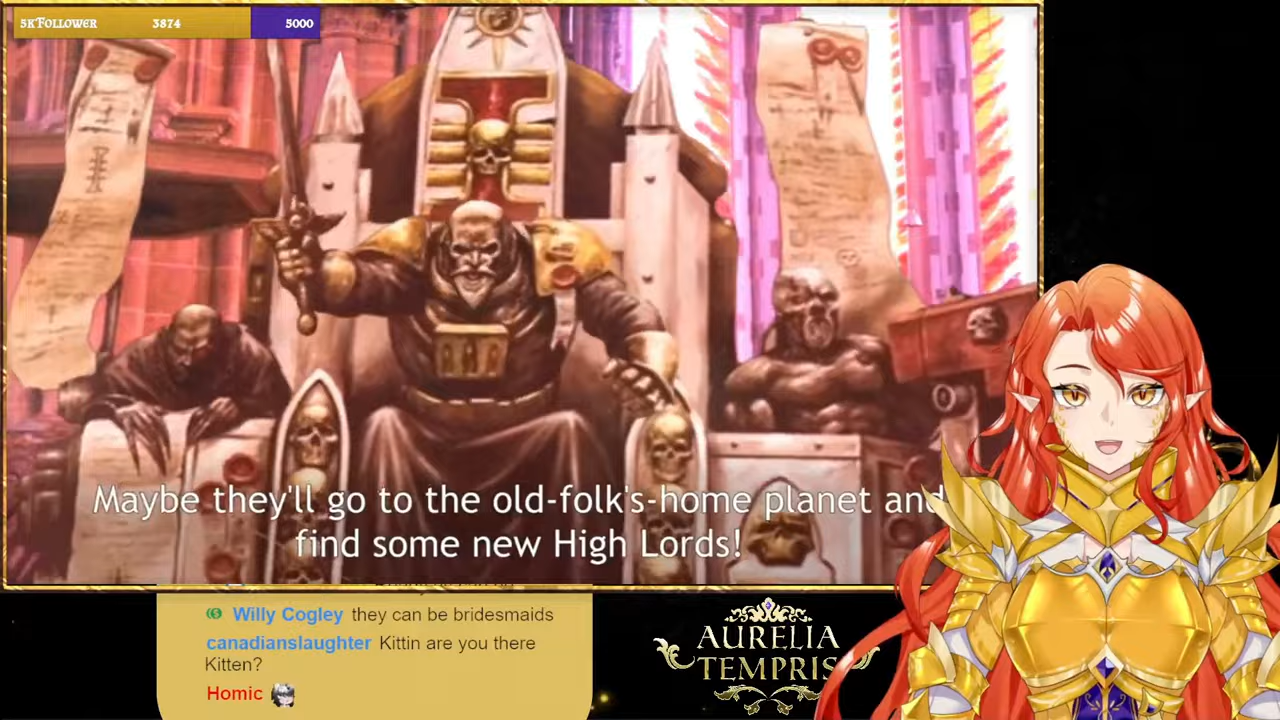 5K FOLLOWER 3874 5000
Maybe they'll go to the old-folk's-home planet and
find some new High Lords!
Willy Cogley they can be bridesmaids
canadianslaughter Kittin are you there
Kitten?
Homic
AURELIA
TEMPRIS